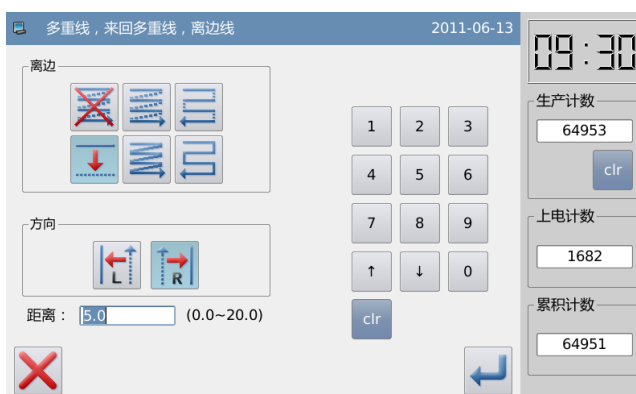 多重线，来回多重线，离边线 2011-06-13
09:30
离边
方向
L R
距离： 5.0 (0.0~20.0)
1 2 3
4 5 6
7 8 9
↑ ↓ 0
clr
生产计数
64953
clr
上电计数
1682
累积计数
64951